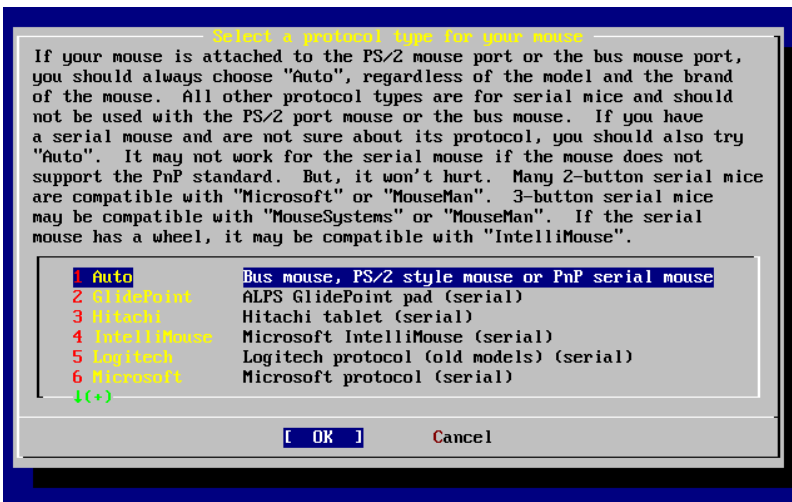 Select a protocol type for your mouse
If your mouse is attached to the PS/2 mouse port or the bus mouse port,
you should always choose "Auto", regardless of the model and the brand
of the mouse.  All other protocol types are for serial mice and should
not be used with the PS/2 port mouse or the bus mouse.  If you have
a serial mouse and are not sure about its protocol, you should also try
"Auto".  It may not work for the serial mouse if the mouse does not
support the PnP standard.  But, it won't hurt.  Many 2-button serial mice
are compatible with "Microsoft" or "MouseMan".  3-button serial mice
may be compatible with "MouseSystems" or "MouseMan".  If the serial
mouse has a wheel, it may be compatible with "IntelliMouse".
1 Auto Bus mouse, PS/2 style mouse or PnP serial mouse
2 GlidePoint ALPS GlidePoint pad (serial)
3 Hitachi Hitachi tablet (serial)
4 IntelliMouse Microsoft IntelliMouse (serial)
5 Logitech Logitech protocol (old models) (serial)
6 Microsoft Microsoft protocol (serial)
↓(+)
[  OK  ] Cancel